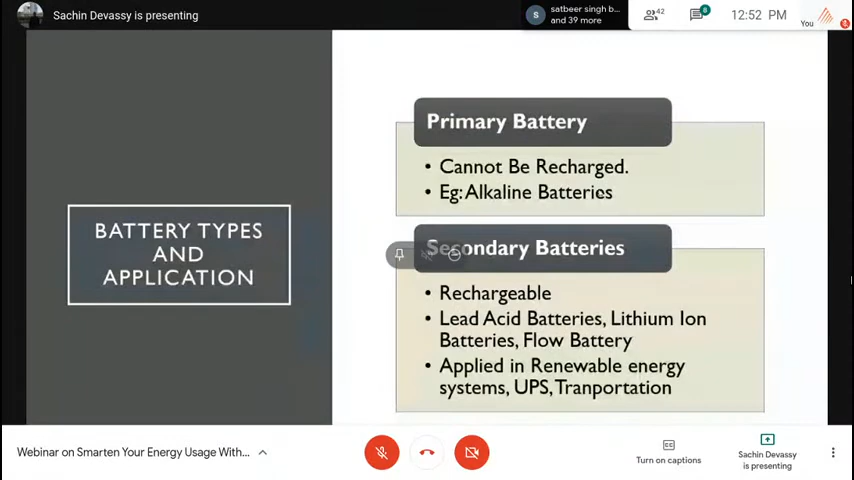 Sachin Devassy is presenting
S
satbeer singh b...
and 39 more
42
8
12:52 PM
You
BATTERY TYPES
AND
APPLICATION
Primary Battery
• Cannot Be Recharged.
• Eg: Alkaline Batteries
Secondary Batteries
• Rechargeable
• Lead Acid Batteries, Lithium Ion
Batteries, Flow Battery
• Applied in Renewable energy
systems, UPS, Tranportation
Webinar on Smarten Your Energy Usage With...
Turn on captions
Sachin Devassy
is presenting